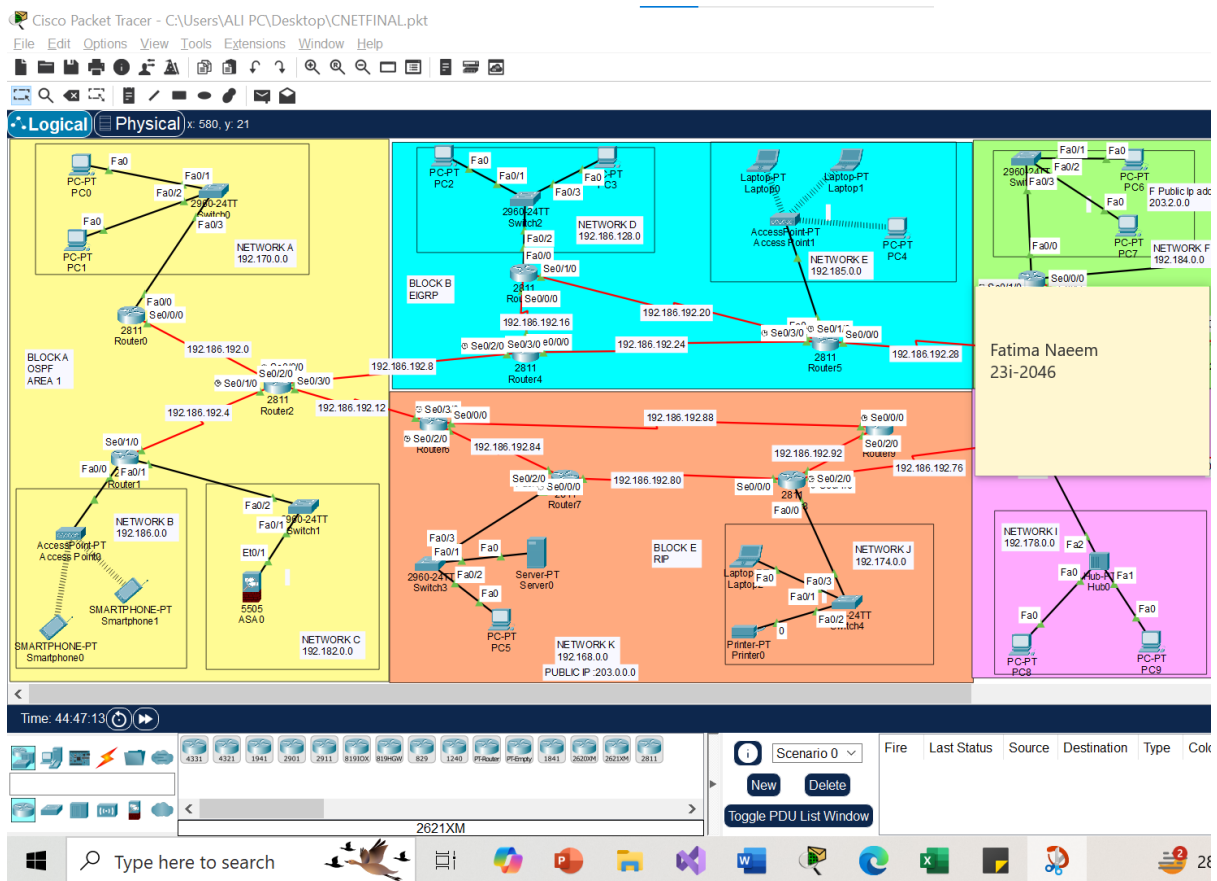 Cisco Packet Tracer - C:\Users\ALI PC\Desktop\CNETFINAL.pkt
File Edit Options View Tools Extensions Window Help
Logical Physical x: 580, y: 21
Fa0
PC-PT
PC0
Fa0/1
Fa0/2
2960-24TT
Switch0
Fa0/3
Fa0
PC-PT
PC1
NETWORK A
192.170.0.0
Fa0/0
Se0/0/0
2811
Router0
192.186.192.0
BLOCK A
OSPF
AREA 1
Se0/2/0
Se0/1/0
Se0/3/0
2811
Router2
192.186.192.4
192.186.192.8
192.186.192.12
Se0/1/0
Fa0/0
Fa0/1
Router1
NETWORK B
192.186.0.0
AccessPoint-PT
Access Point0
SMARTPHONE-PT
Smartphone1
SMARTPHONE-PT
Smartphone0
Fa0/2
Fa0/1
Switch1
Et0/1
5505
ASA0
NETWORK C
192.182.0.0
PC-PT
PC2
Fa0
Fa0/1
Fa0
Fa0/3
2960-24TT
Switch2
Fa0/2
NETWORK D
192.186.128.0
Fa0/0
Se0/1/0
Se0/0/0
BLOCK B
EIGRP
192.186.192.16
192.186.192.20
Se0/2/0
Se0/3/0
2811
Router4
192.186.192.24
Laptop-PT
Laptop0
Laptop-PT
Laptop1
AccessPoint-PT
Access Point1
PC-PT
PC4
NETWORK E
192.185.0.0
Se0/3/0
Se0/0/0
2811
Router5
192.186.192.28
Fa0/1
Fa0
Fa0/2
Fa0/3
PC-PT
PC6
Fa0
PC-PT
PC7
203.2.0.0
NETWORK F
192.184.0.0
Fa0/0
Se0/0/0
Fatima Naeem
23i-2046
Se0/0/0
Se0/2/0
Router6
192.186.192.88
192.186.192.84
Se0/2/0
Se0/0/0
Router7
192.186.192.80
Se0/0/0
Se0/2/0
Router9
192.186.192.92
192.186.192.76
Se0/0/0
Se0/2/0
Fa0/0
Fa0/3
Fa0/1
Fa0
Fa0/2
Switch3
Fa0
Server-PT
Server0
PC-PT
PC5
BLOCK E
RIP
NETWORK K
192.168.0.0
PUBLIC IP :203.0.0.0
NETWORK J
192.174.0.0
Fa0
Fa0/3
Fa0/1
Fa0/2
0
Printer-PT
Printer0
NETWORK I
192.178.0.0
Fa2
Fa0
Fa1
Hub0
Fa0
Fa0
PC-PT
PC8
PC-PT
PC9
Time: 44:47:13
4331 4321 1941 2901 2911 819IOX 819HGW 829 1240 PT-Router PT-Empty 1841 2620XM 2621XM 2811
2621XM
Scenario 0
New Delete
Toggle PDU List Window
Fire Last Status Source Destination Type
Type here to search
2